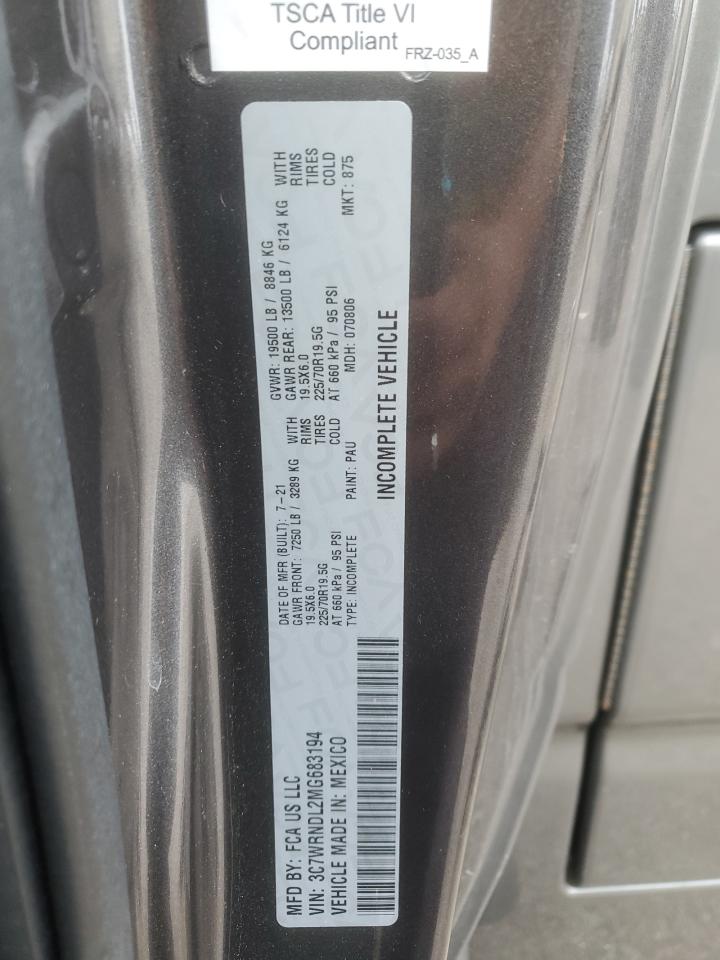 TSCA Title VI
Compliant
FRZ-035_A
MFD BY: FCA US LLC
DATE OF MFR (BUILT): 7-21
GVWR: 19500 LB / 8846 KG
GAWR FRONT: 7250 LB / 3289 KG WITH
19.5X6.0 RIMS
225/70R19.5G TIRES
AT 660 kPa / 95 PSI COLD
GAWR REAR: 13500 LB / 6124 KG WITH
19.5X6.0 RIMS
225/70R19.5G TIRES
AT 660 kPa / 95 PSI COLD
VIN: 3C7WRNDL2MG683194
TYPE: INCOMPLETE PAINT: PAU MDH: 070806 MKT: 875
VEHICLE MADE IN: MEXICO
INCOMPLETE VEHICLE